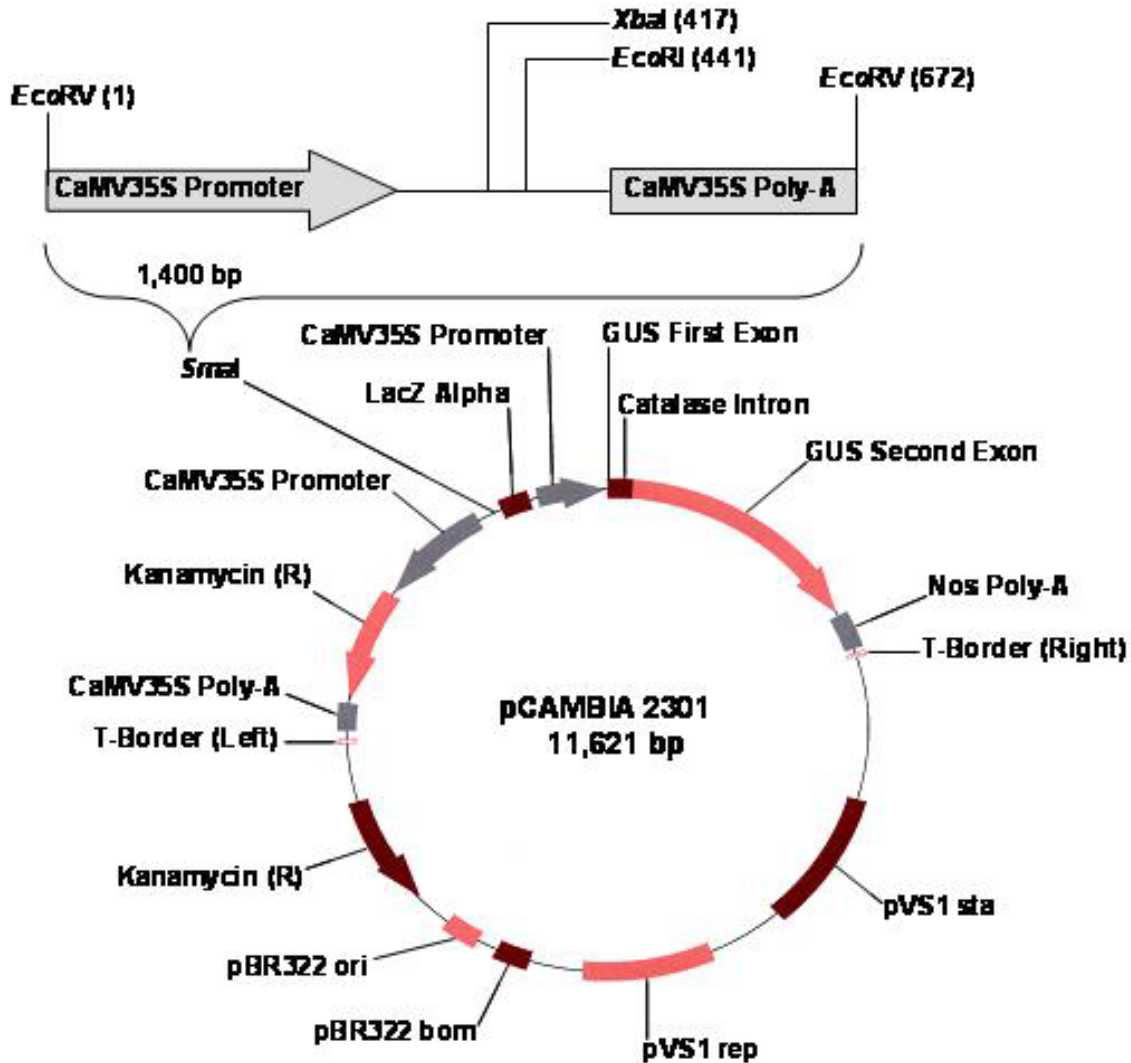 XbaI (417)
EcoRI (441)
EcoRV (672)
EcoRV (1)
CaMV35S Promoter
CaMV35S Poly-A
1,400 bp
CaMV35S Promoter
GUS First Exon
SmaI
LacZ Alpha
Catalase Intron
GUS Second Exon
CaMV35S Promoter
Kanamycin (R)
Nos Poly-A
T-Border (Right)
CaMV35S Poly-A
T-Border (Left)
pCAMBIA 2301
11,621 bp
Kanamycin (R)
pVS1 sta
pBR322 ori
pBR322 bom
pVS1 rep